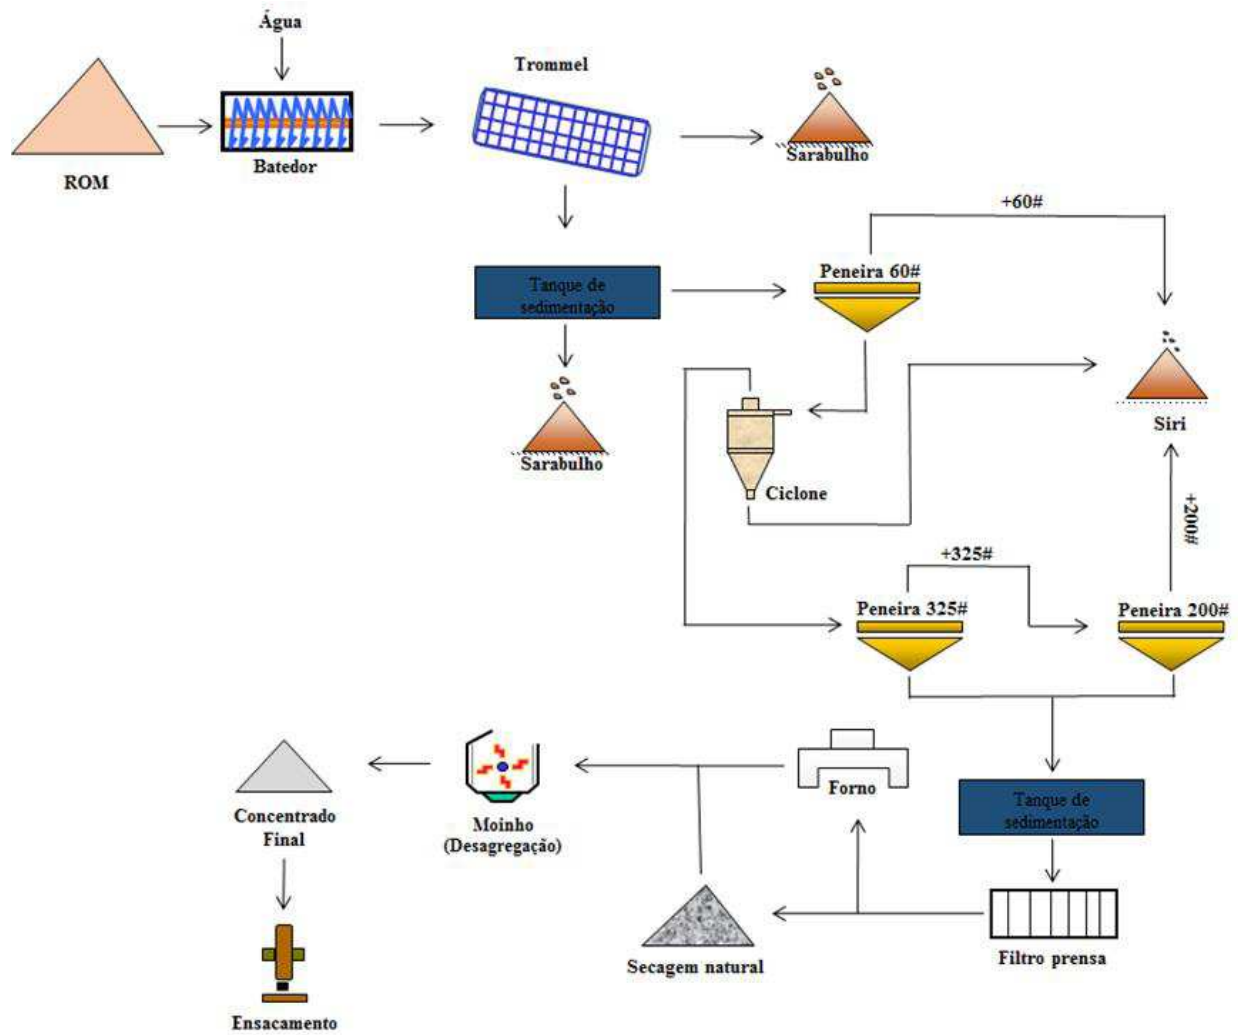 Água
Trommel
ROM
Batedor
Sarabulho
+60#
Peneira 60#
Tanque de
sedimentação
Sarabulho
Ciclone
Siri
+200#
+325#
Peneira 325#
Peneira 200#
Concentrado
Final
Moinho
(Desagregação)
Forno
Tanque de
sedimentação
Secagem natural
Filtro prensa
Ensacamento